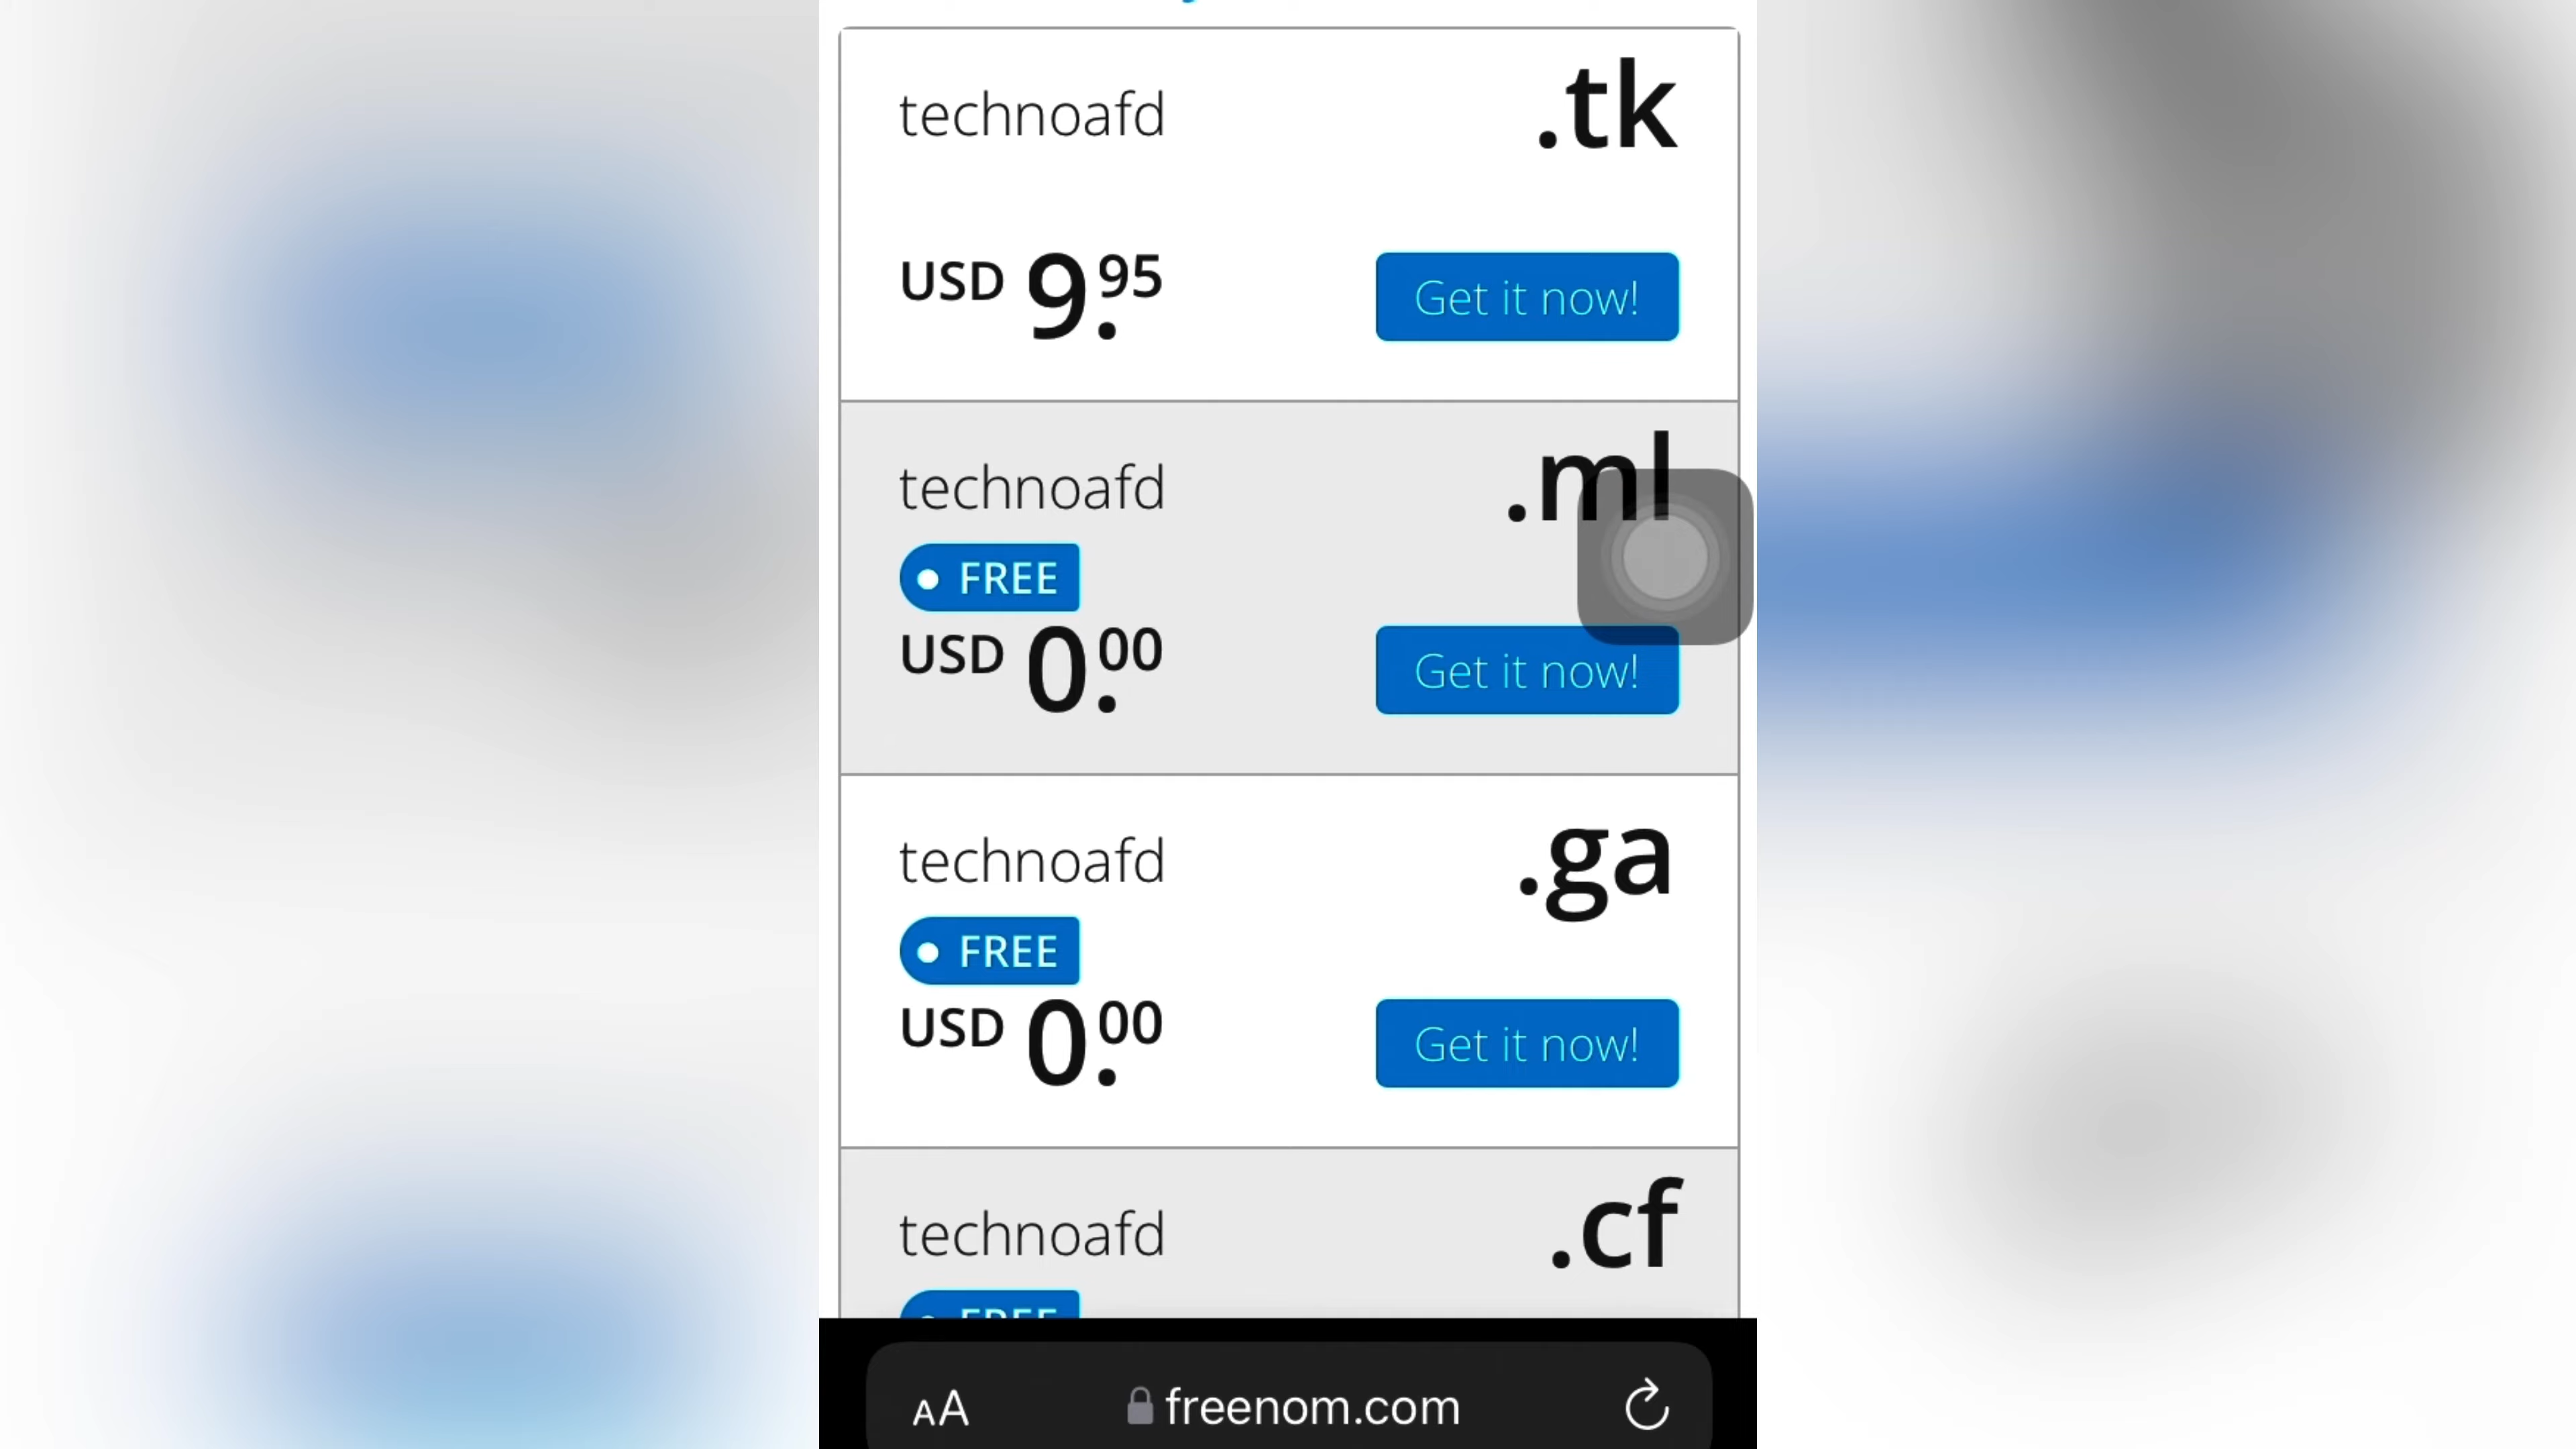 technoafd .tk
USD 9.95 Get it now!
technoafd .ml
FREE
USD 0.00 Get it now!
technoafd .ga
FREE
USD 0.00 Get it now!
technoafd .cf
FREE
AA freenom.com